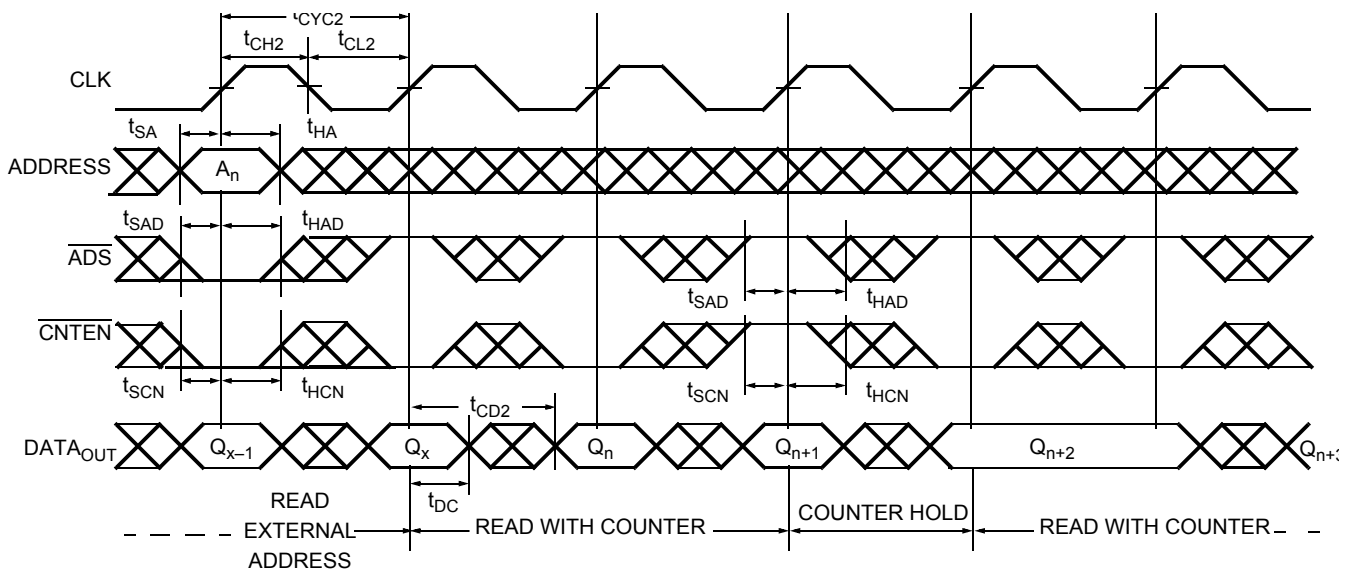 tCYC2
tCH2 tCL2
CLK
tSA tHA
ADDRESS An
tSAD tHAD
ADS
tSAD tHAD
CNTEN
tSCN tHCN tSCN tHCN
tCD2
DATAOUT Qx–1 Qx Qn Qn+1 Qn+2 Qn+3
tDC
READ
EXTERNAL
ADDRESS
READ WITH COUNTER COUNTER HOLD READ WITH COUNTER